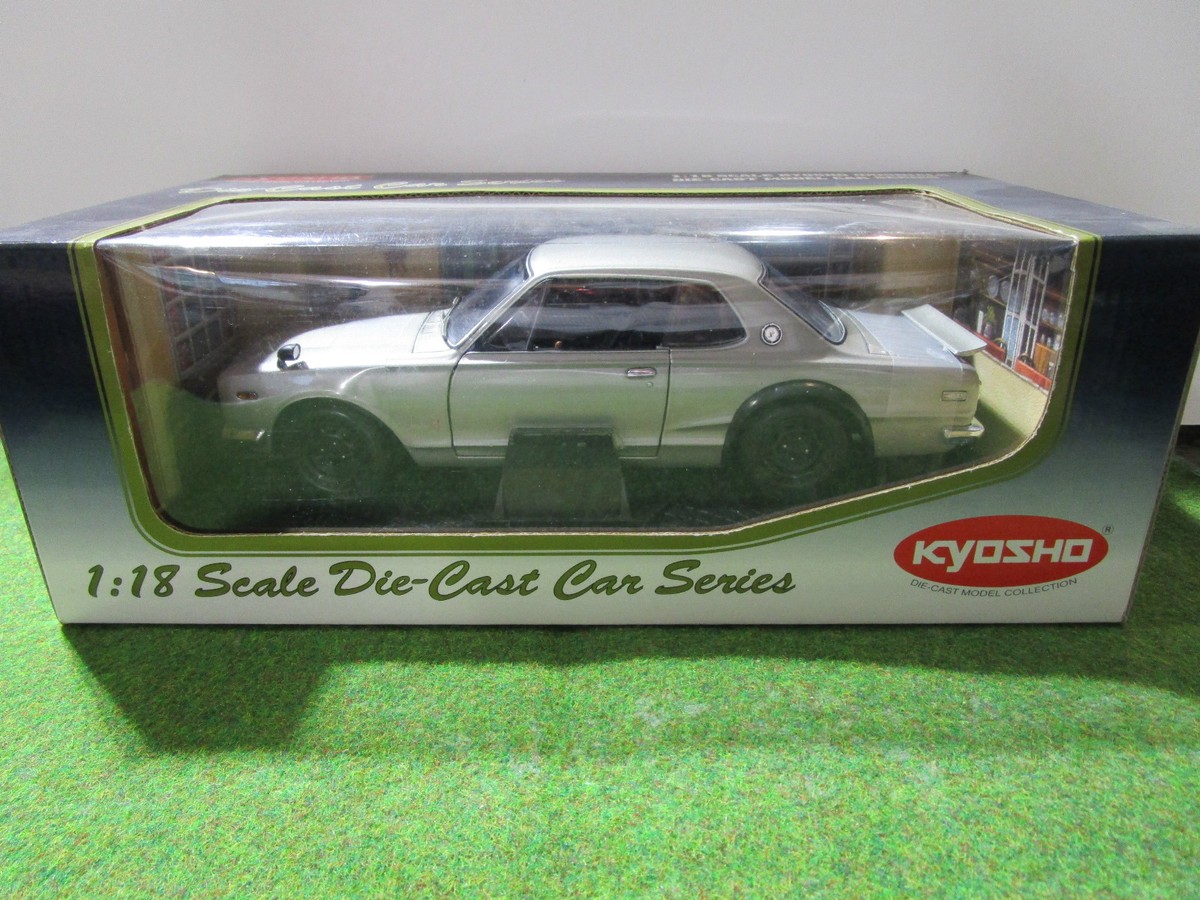 Die-Cast Car Series
1:18 Scale Die-Cast Car Series
KYOSHO®
DIE-CAST MODEL COLLECTION